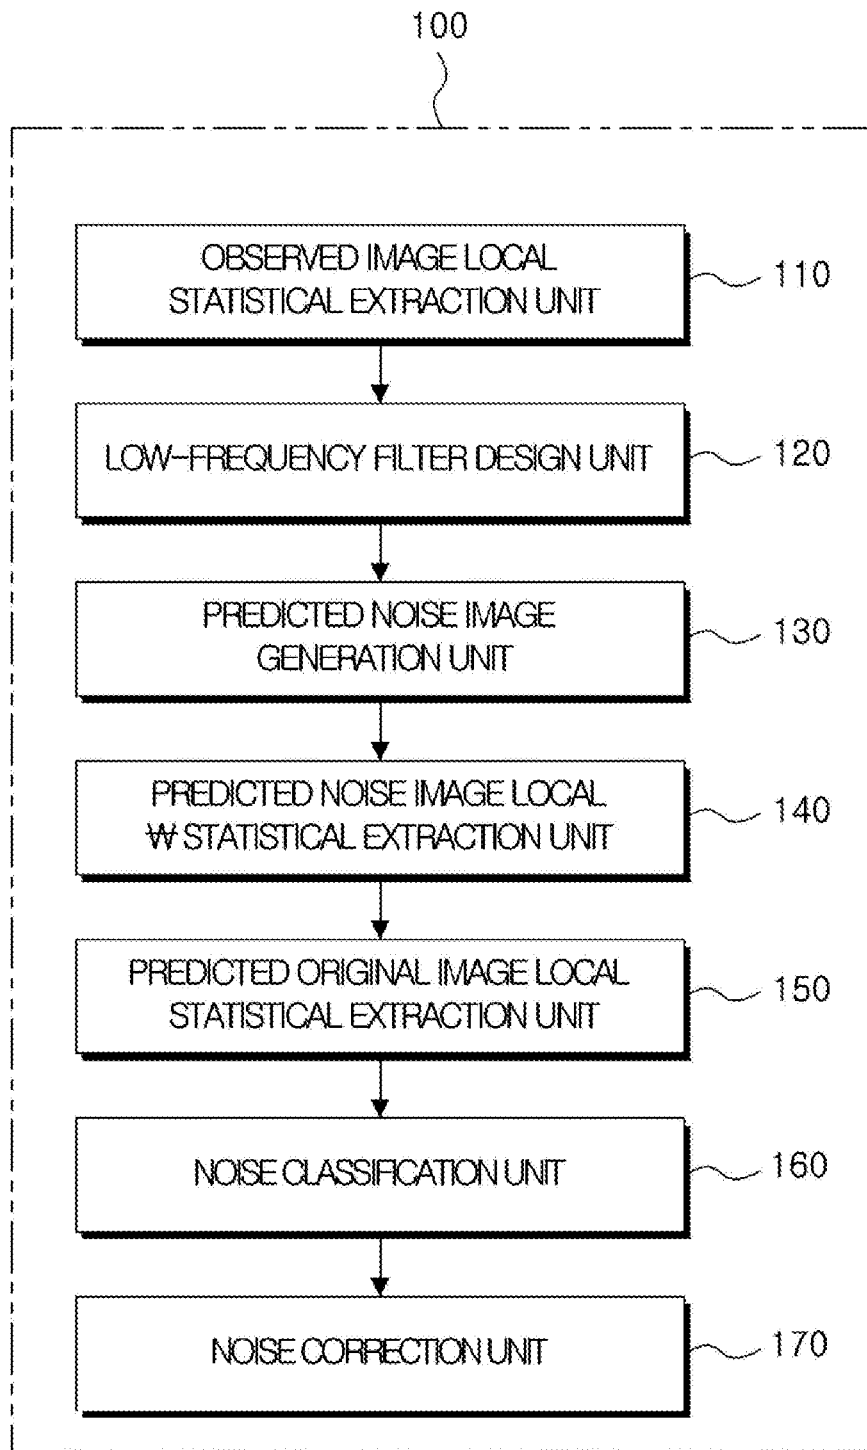 100
OBSERVED IMAGE LOCAL
STATISTICAL EXTRACTION UNIT
110
LOW-FREQUENCY FILTER DESIGN UNIT
120
PREDICTED NOISE IMAGE
GENERATION UNIT
130
PREDICTED NOISE IMAGE LOCAL
₩ STATISTICAL EXTRACTION UNIT
140
PREDICTED ORIGINAL IMAGE LOCAL
STATISTICAL EXTRACTION UNIT
150
NOISE CLASSIFICATION UNIT
160
NOISE CORRECTION UNIT
170